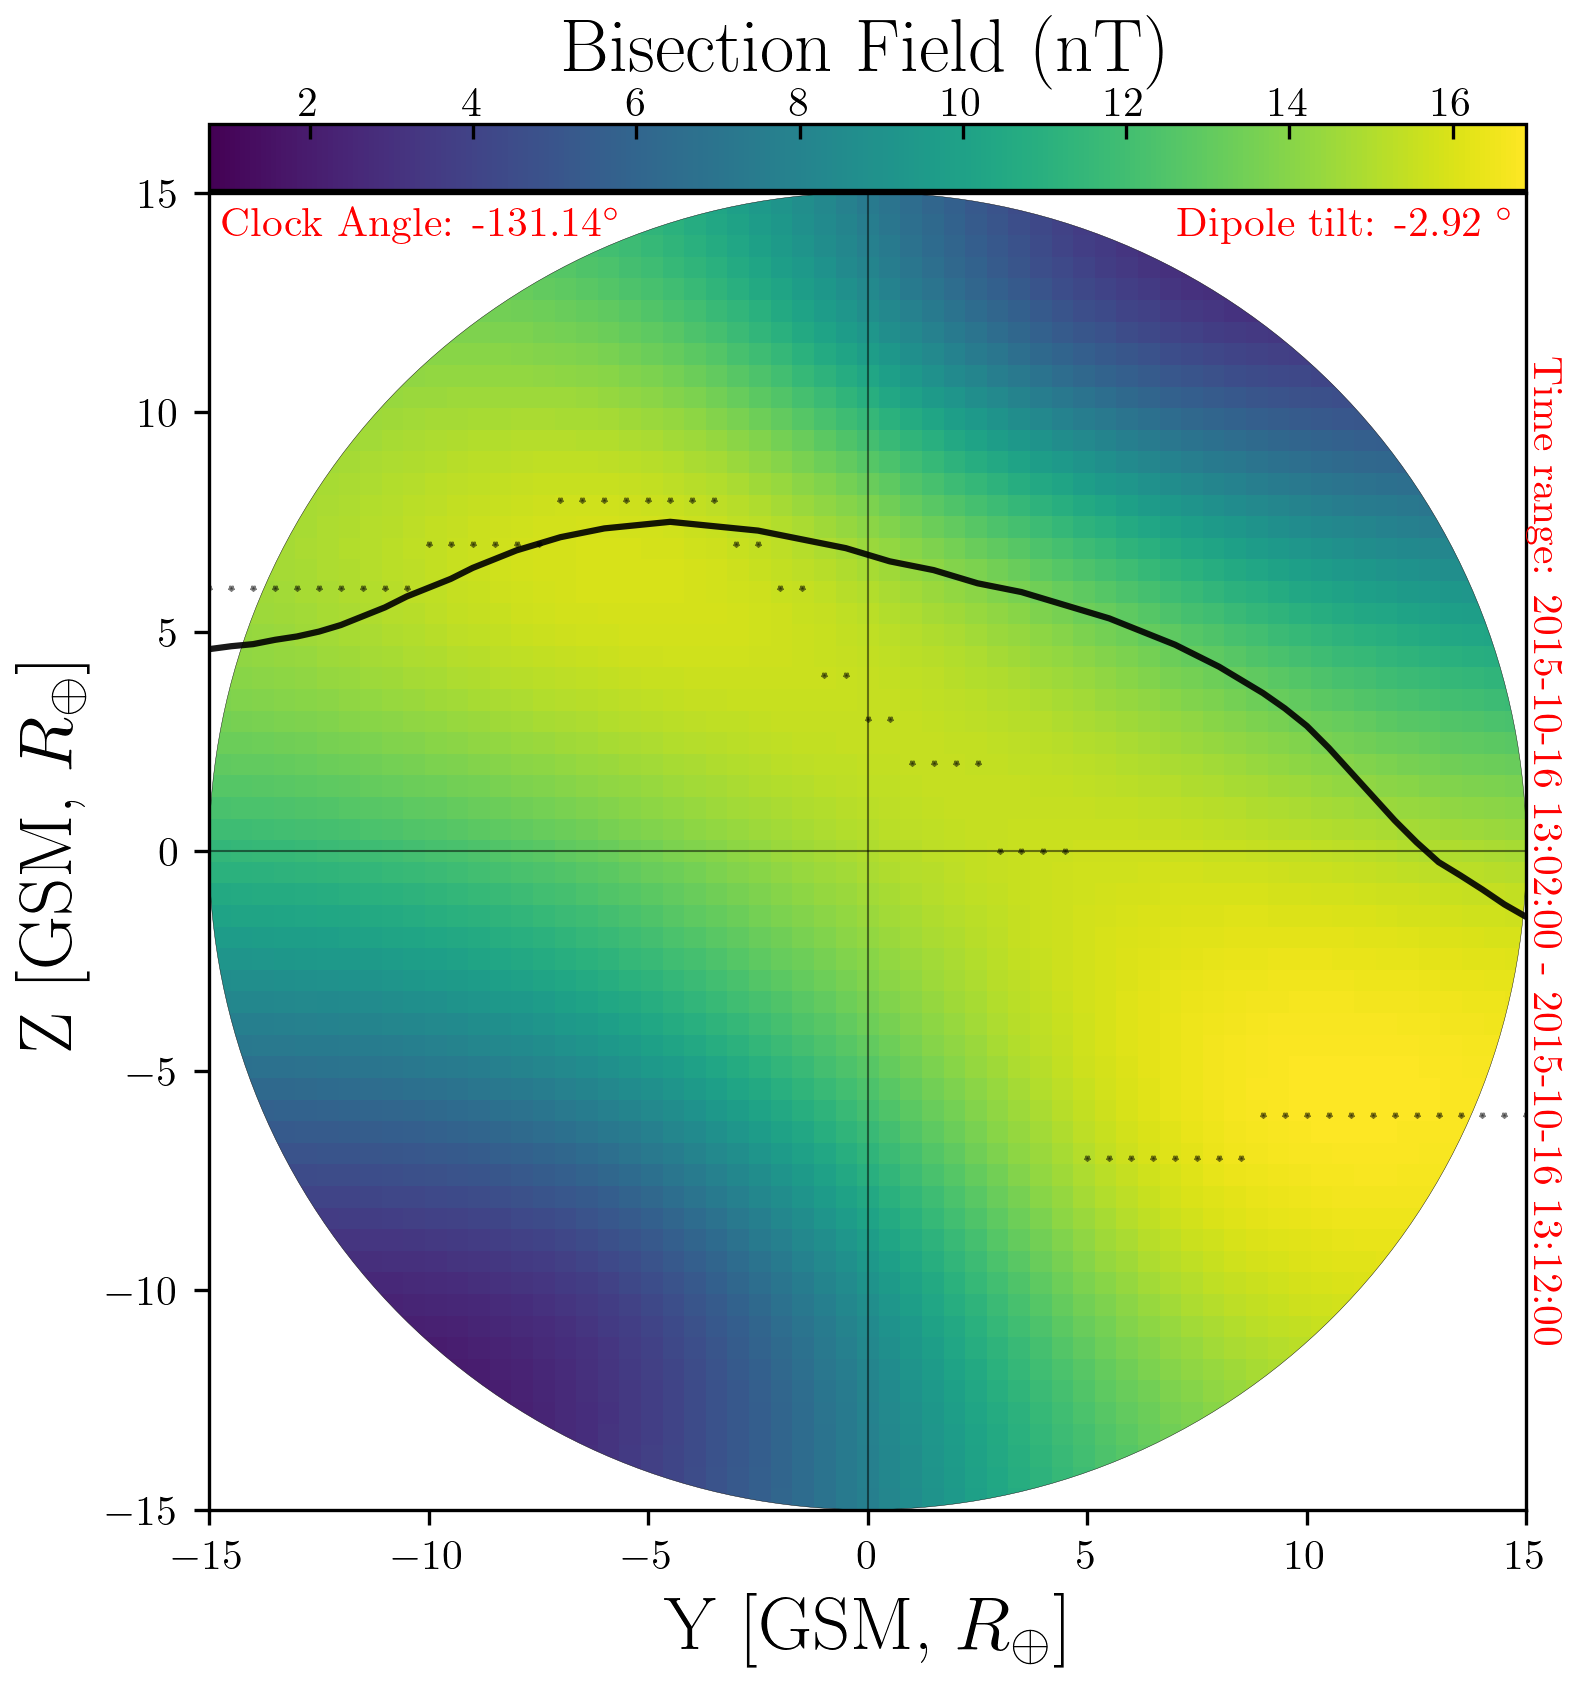 Bisection Field (nT)
2 4 6 8 10 12 14 16
Clock Angle: -131.14°
Dipole tilt: -2.92 °
15
10
5
0
−5
−10
−15
Z [GSM, R⊕]
−15 −10 −5 0 5 10 15
Y [GSM, R⊕]
Time range: 2015-10-16 13:02:00 - 2015-10-16 13:12:00